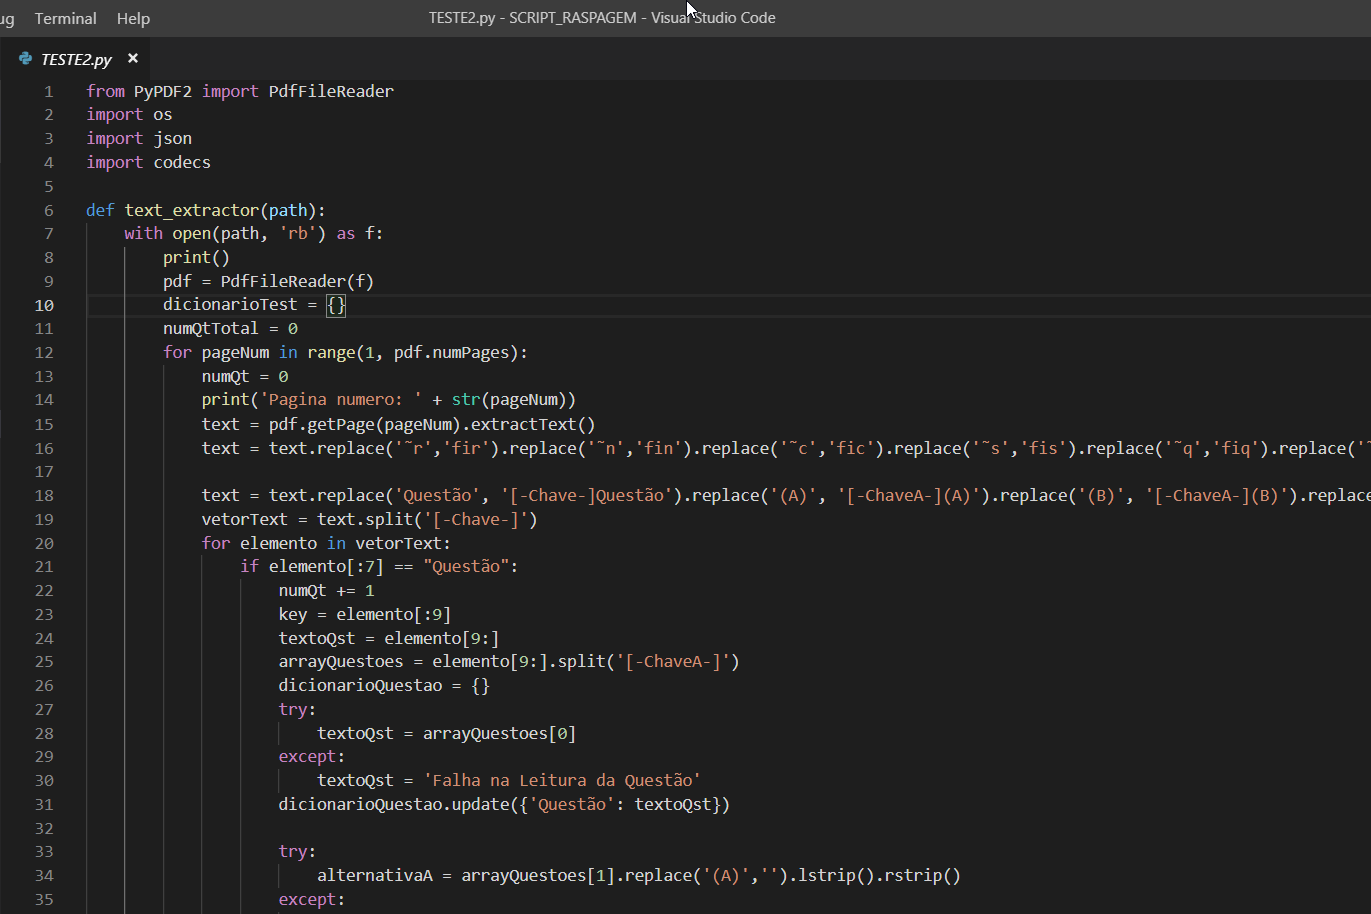 ug Terminal Help TESTE2.py - SCRIPT_RASPAGEM - Visual Studio Code
TESTE2.py ×
1 from PyPDF2 import PdfFileReader
2 import os
3 import json
4 import codecs
5
6 def text_extractor(path):
7 with open(path, 'rb') as f:
8 print()
9 pdf = PdfFileReader(f)
10 dicionarioTest = {}
11 numQtTotal = 0
12 for pageNum in range(1, pdf.numPages):
13 numQt = 0
14 print('Pagina numero: ' + str(pageNum))
15 text = pdf.getPage(pageNum).extractText()
16 text = text.replace('˜r','fir').replace('˜n','fin').replace('˜c','fic').replace('˜s','fis').replace('˜q','fiq').replace('˜
17
18 text = text.replace('Questão', '[-Chave-]Questão').replace('(A)', '[-ChaveA-](A)').replace('(B)', '[-ChaveA-](B)').replace
19 vetorText = text.split('[-Chave-]')
20 for elemento in vetorText:
21 if elemento[:7] == "Questão":
22 numQt += 1
23 key = elemento[:9]
24 textoQst = elemento[9:]
25 arrayQuestoes = elemento[9:].split('[-ChaveA-]')
26 dicionarioQuestao = {}
27 try:
28 textoQst = arrayQuestoes[0]
29 except:
30 textoQst = 'Falha na Leitura da Questão'
31 dicionarioQuestao.update({'Questão': textoQst})
32
33 try:
34 alternativaA = arrayQuestoes[1].replace('(A)','').lstrip().rstrip()
35 except: